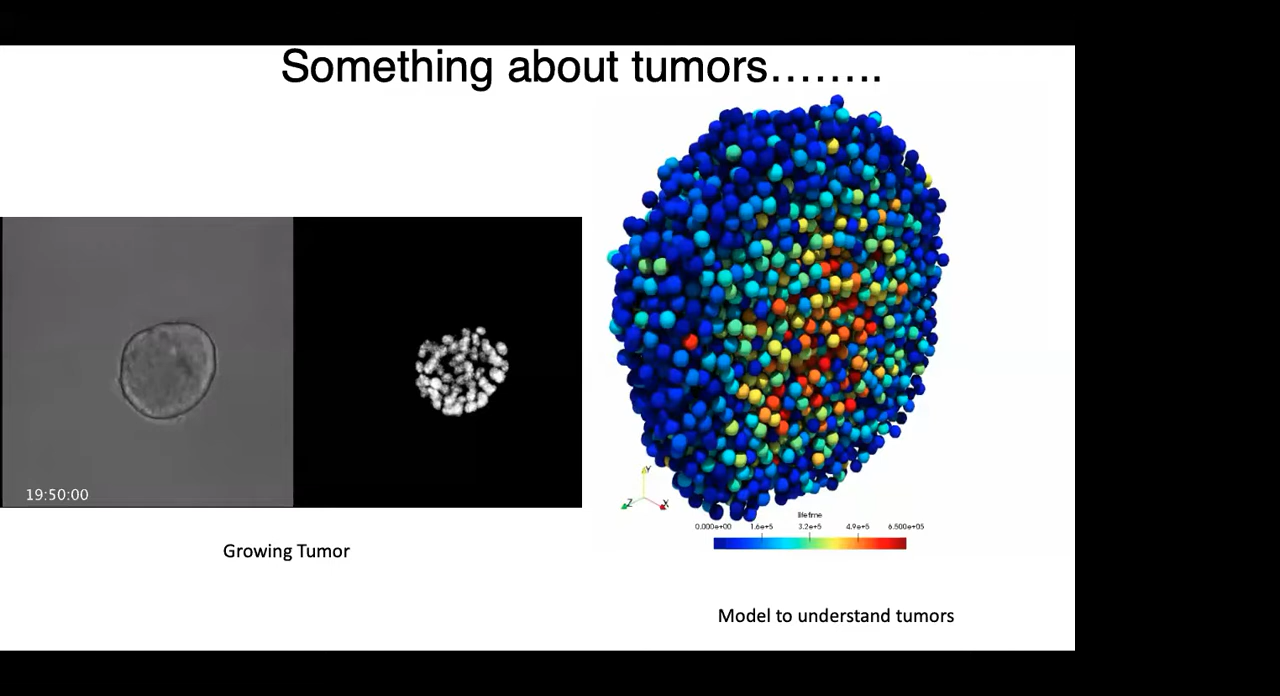 Something about tumors........
19:50:00
Growing Tumor
Y
Z
X
lifetime
0.000e+00 1.6e+5 3.2e+5 4.9e+5 6.500e+05
Model to understand tumors